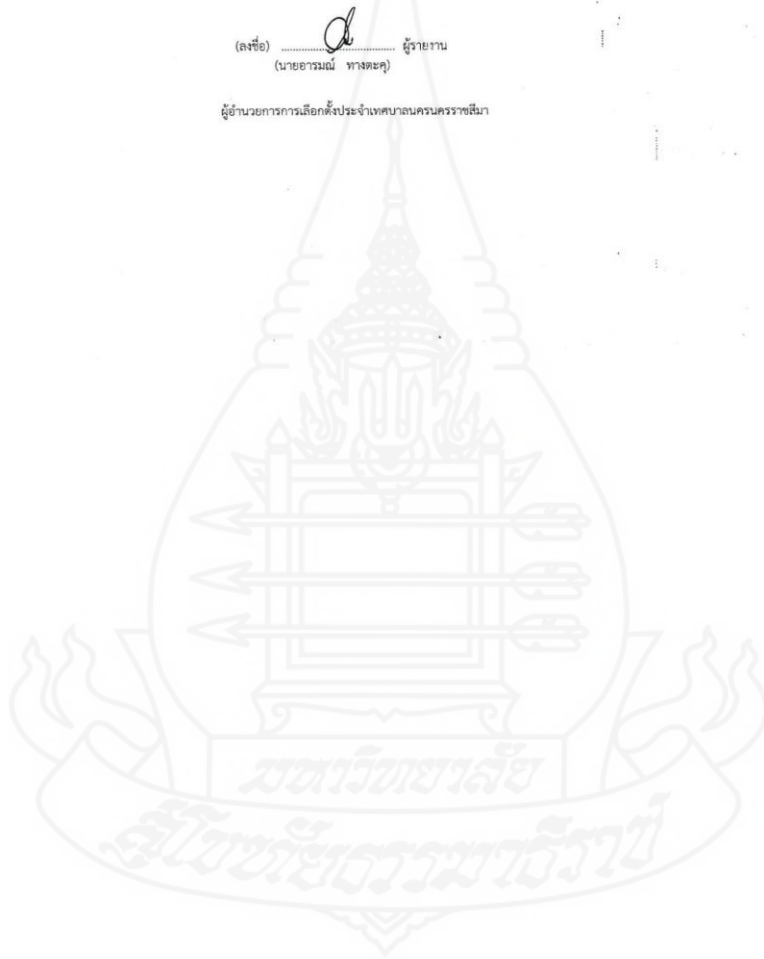 (ลงชื่อ) ................................ ผู้รายงาน
(นายอารมณ์ ทางตะคุ)
ผู้อำนวยการการเลือกตั้งประจำเทศบาลนครนครราชสีมา
มหาวิทยาลัย
สุโขทัยธรรมาธิราช